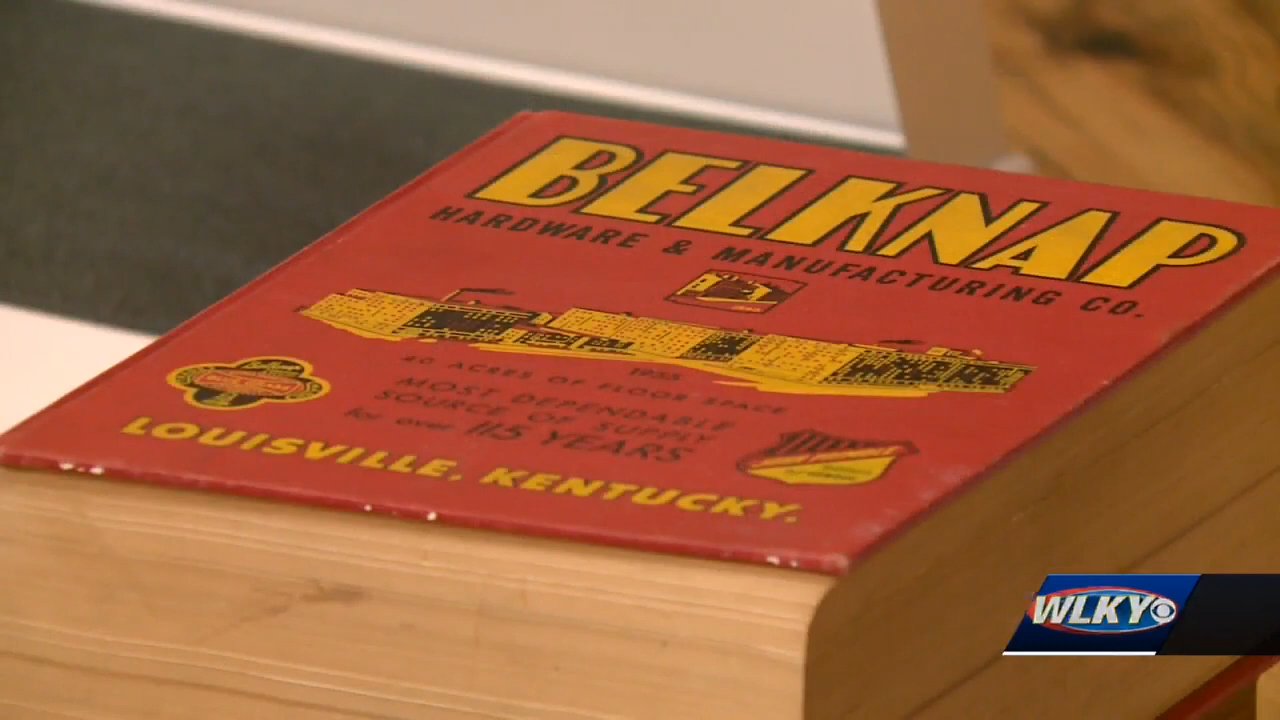 BELKNAP
HARDWARE & MANUFACTURING CO.
1955
40 ACRES OF FLOOR SPACE
MOST DEPENDABLE
SOURCE OF SUPPLY
for over 115 YEARS
LOUISVILLE, KENTUCKY.
WLKY